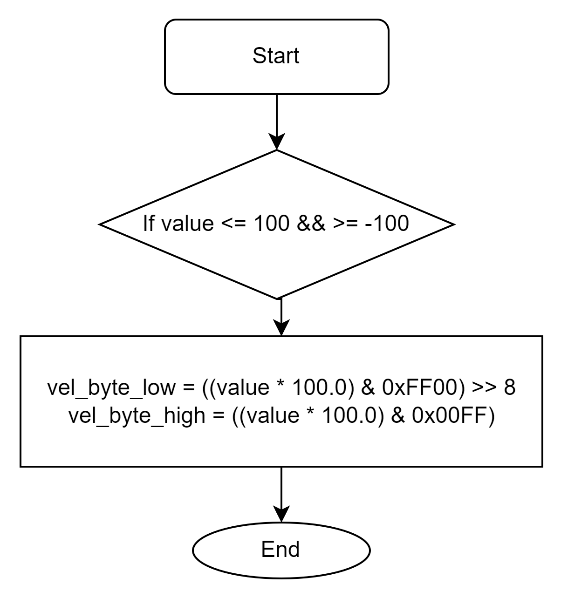 Start
If value <= 100 && >= -100
vel_byte_low = ((value * 100.0) & 0xFF00) >> 8
vel_byte_high = ((value * 100.0) & 0x00FF)
End